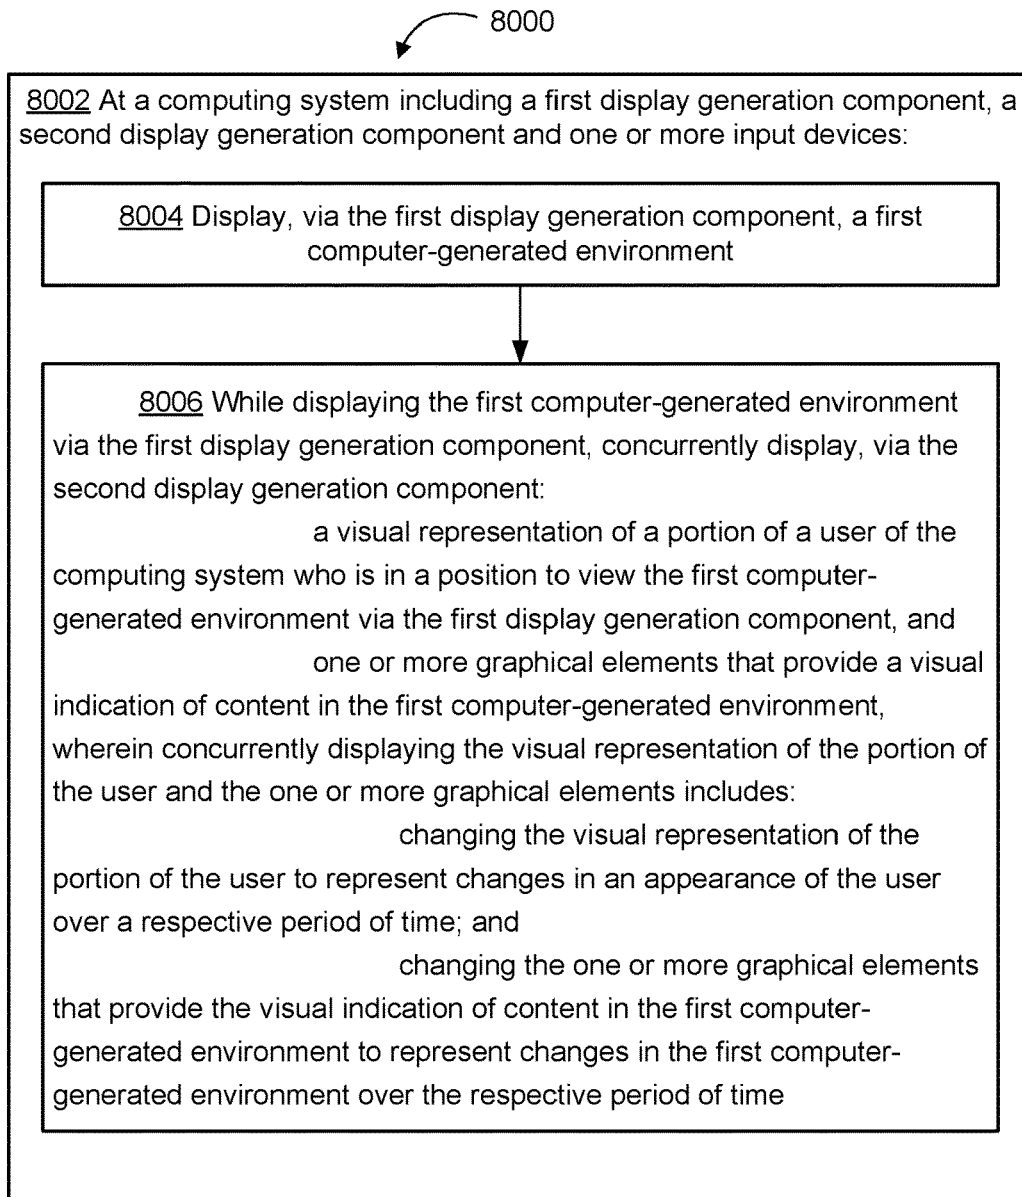 8000
8002 At a computing system including a first display generation component, a
second display generation component and one or more input devices:
8004 Display, via the first display generation component, a first
computer-generated environment
8006 While displaying the first computer-generated environment
via the first display generation component, concurrently display, via the
second display generation component:
a visual representation of a portion of a user of the
computing system who is in a position to view the first computer-
generated environment via the first display generation component, and
one or more graphical elements that provide a visual
indication of content in the first computer-generated environment,
wherein concurrently displaying the visual representation of the portion of
the user and the one or more graphical elements includes:
changing the visual representation of the
portion of the user to represent changes in an appearance of the user
over a respective period of time; and
changing the one or more graphical elements
that provide the visual indication of content in the first computer-
generated environment to represent changes in the first computer-
generated environment over the respective period of time